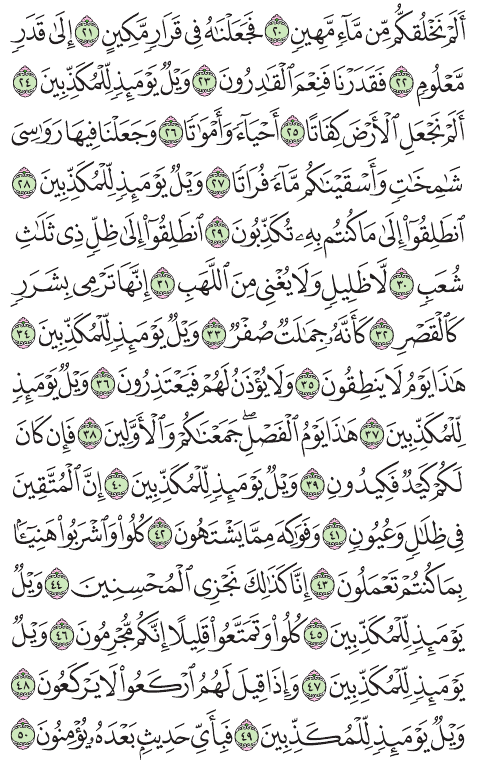 أَلَمْ نَخْلُقكُّم مِّن مَّآءٍ مَّهِينٍ ٢٠ فَجَعَلْنَٰهُ فِى قَرَارٍ مَّكِينٍ ٢١ إِلَىٰ قَدَرٍ
مَّعْلُومٍ ٢٢ فَقَدَرْنَا فَنِعْمَ ٱلْقَٰدِرُونَ ٢٣ وَيْلٌ يَوْمَئِذٍ لِّلْمُكَذِّبِينَ ٢٤
أَلَمْ نَجْعَلِ ٱلْأَرْضَ كِفَاتًا ٢٥ أَحْيَآءً وَأَمْوَٰتًا ٢٦ وَجَعَلْنَا فِيهَا رَوَٰسِىَ
شَٰمِخَٰتٍ وَأَسْقَيْنَٰكُم مَّآءً فُرَاتًا ٢٧ وَيْلٌ يَوْمَئِذٍ لِّلْمُكَذِّبِينَ ٢٨
ٱنطَلِقُوٓا۟ إِلَىٰ مَا كُنتُم بِهِۦ تُكَذِّبُونَ ٢٩ ٱنطَلِقُوٓا۟ إِلَىٰ ظِلٍّ ذِى ثَلَٰثِ
شُعَبٍ ٣٠ لَّا ظَلِيلٍ وَلَا يُغْنِى مِنَ ٱللَّهَبِ ٣١ إِنَّهَا تَرْمِى بِشَرَرٍ
كَٱلْقَصْرِ ٣٢ كَأَنَّهُۥ جِمَٰلَتٌ صُفْرٌ ٣٣ وَيْلٌ يَوْمَئِذٍ لِّلْمُكَذِّبِينَ ٣٤
هَٰذَا يَوْمُ لَا يَنطِقُونَ ٣٥ وَلَا يُؤْذَنُ لَهُمْ فَيَعْتَذِرُونَ ٣٦ وَيْلٌ يَوْمَئِذٍ
لِّلْمُكَذِّبِينَ ٣٧ هَٰذَا يَوْمُ ٱلْفَصْلِ ۖ جَمَعْنَٰكُمْ وَٱلْأَوَّلِينَ ٣٨ فَإِن كَانَ
لَكُمْ كَيْدٌ فَكِيدُونِ ٣٩ وَيْلٌ يَوْمَئِذٍ لِّلْمُكَذِّبِينَ ٤٠ إِنَّ ٱلْمُتَّقِينَ
فِى ظِلَٰلٍ وَعُيُونٍ ٤١ وَفَوَٰكِهَ مِمَّا يَشْتَهُونَ ٤٢ كُلُوا۟ وَٱشْرَبُوا۟ هَنِيٓـًٔۢا
بِمَا كُنتُمْ تَعْمَلُونَ ٤٣ إِنَّا كَذَٰلِكَ نَجْزِى ٱلْمُحْسِنِينَ ٤٤ وَيْلٌ
يَوْمَئِذٍ لِّلْمُكَذِّبِينَ ٤٥ كُلُوا۟ وَتَمَتَّعُوا۟ قَلِيلًا إِنَّكُم مُّجْرِمُونَ ٤٦ وَيْلٌ
يَوْمَئِذٍ لِّلْمُكَذِّبِينَ ٤٧ وَإِذَا قِيلَ لَهُمُ ٱرْكَعُوا۟ لَا يَرْكَعُونَ ٤٨
وَيْلٌ يَوْمَئِذٍ لِّلْمُكَذِّبِينَ ٤٩ فَبِأَىِّ حَدِيثٍۭ بَعْدَهُۥ يُؤْمِنُونَ ٥٠